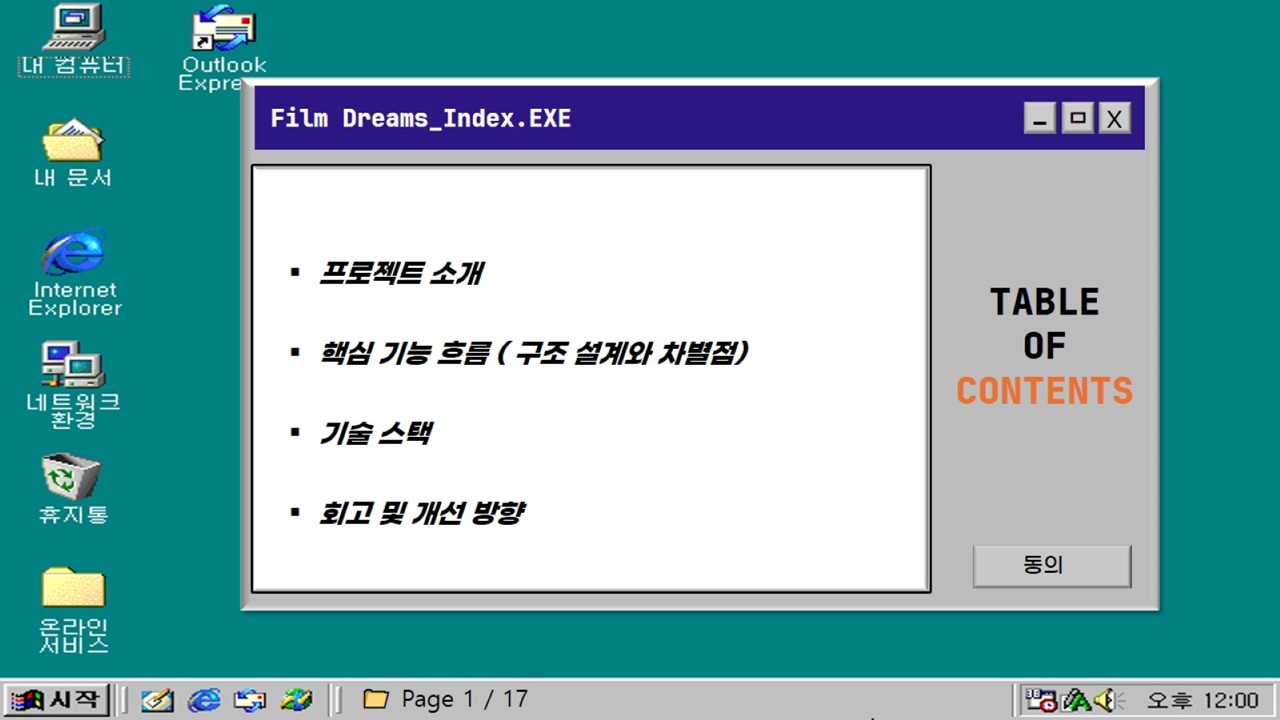 내 컴퓨터
Outlook
Expre
내 문서
Internet
Explorer
네트워크
환경
휴지통
온라인
서비스
Film Dreams_Index.EXE
▪ 프로젝트 소개
▪ 핵심 기능 흐름 ( 구조 설계와 차별점)
▪ 기술 스택
▪ 회고 및 개선 방향
TABLE
OF
CONTENTS
동의
시작
Page 1 / 17
오후 12:00